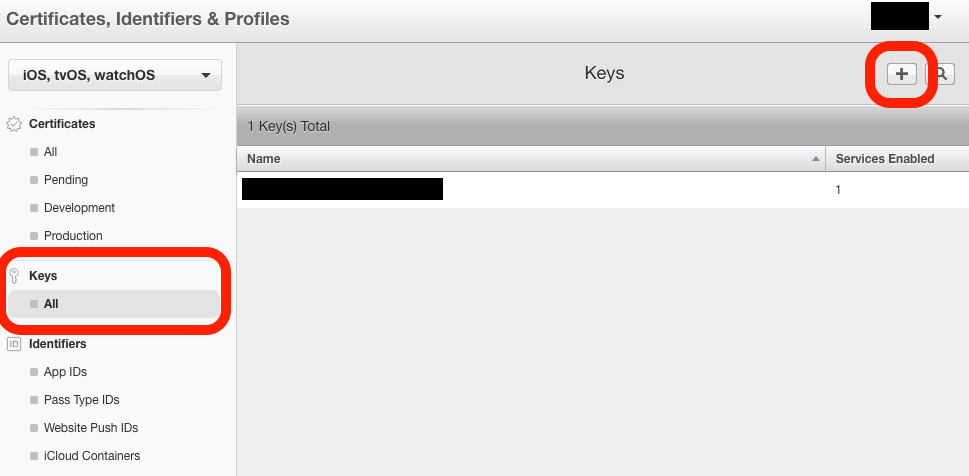 Certificates, Identifiers & Profiles
iOS, tvOS, watchOS
Keys
Certificates
All
Pending
Development
Production
Keys
All
Identifiers
ID
App IDs
Pass Type IDs
Website Push IDs
iCloud Containers
1 Key(s) Total
Name
Services Enabled
1